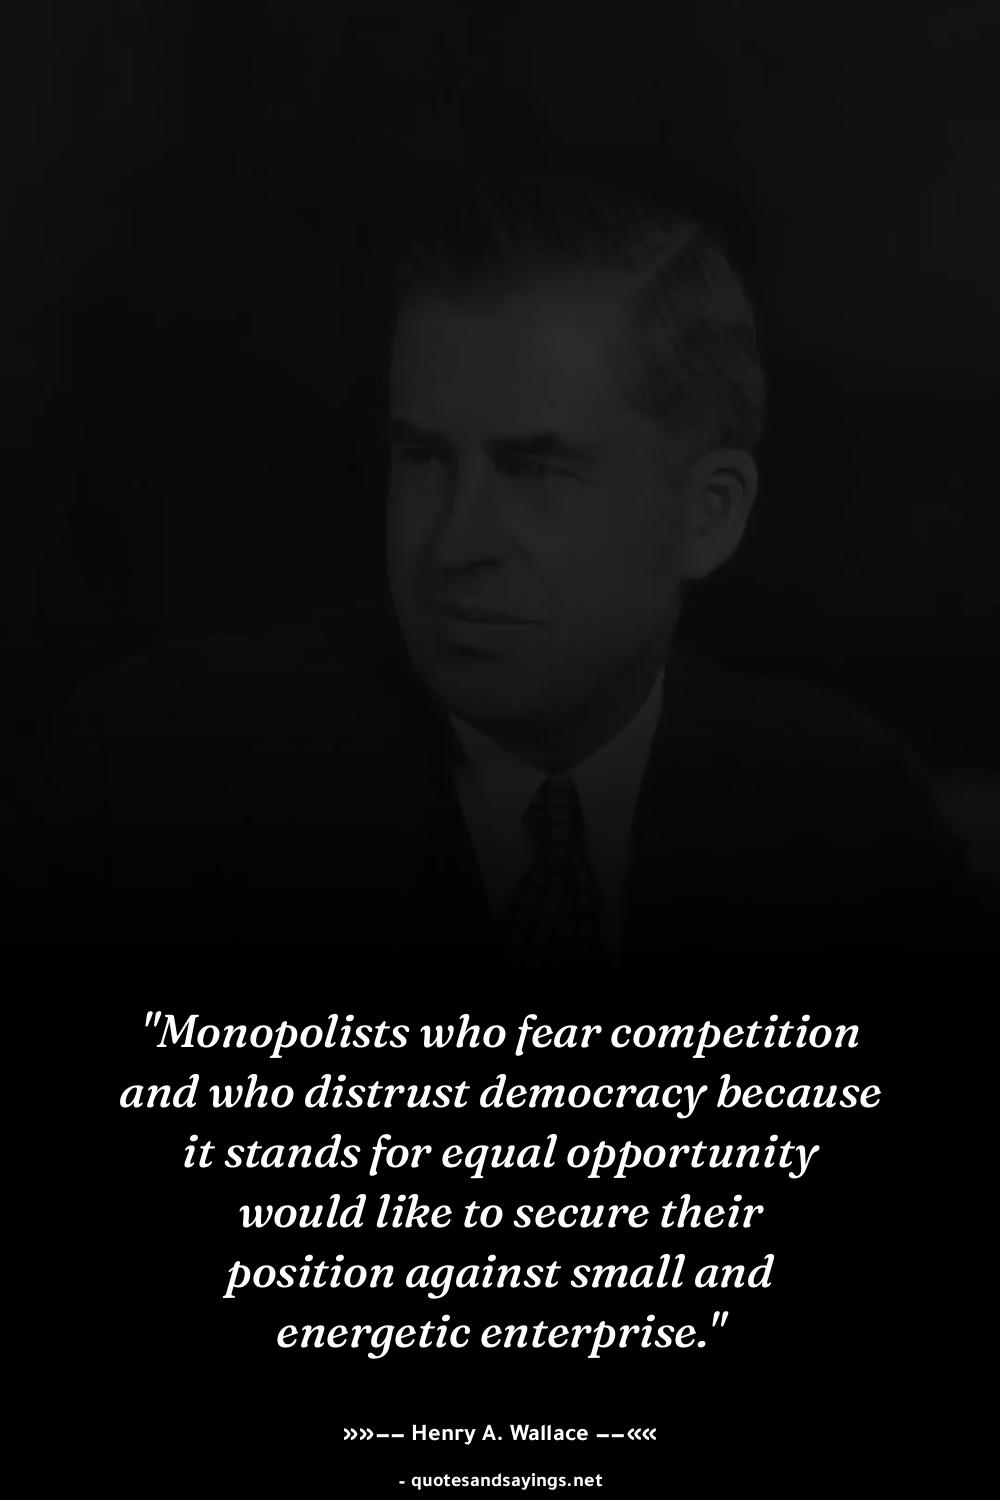 "Monopolists who fear competition
and who distrust democracy because
it stands for equal opportunity
would like to secure their
position against small and
energetic enterprise."
»»−− Henry A. Wallace −−««
- quotesandsayings.net